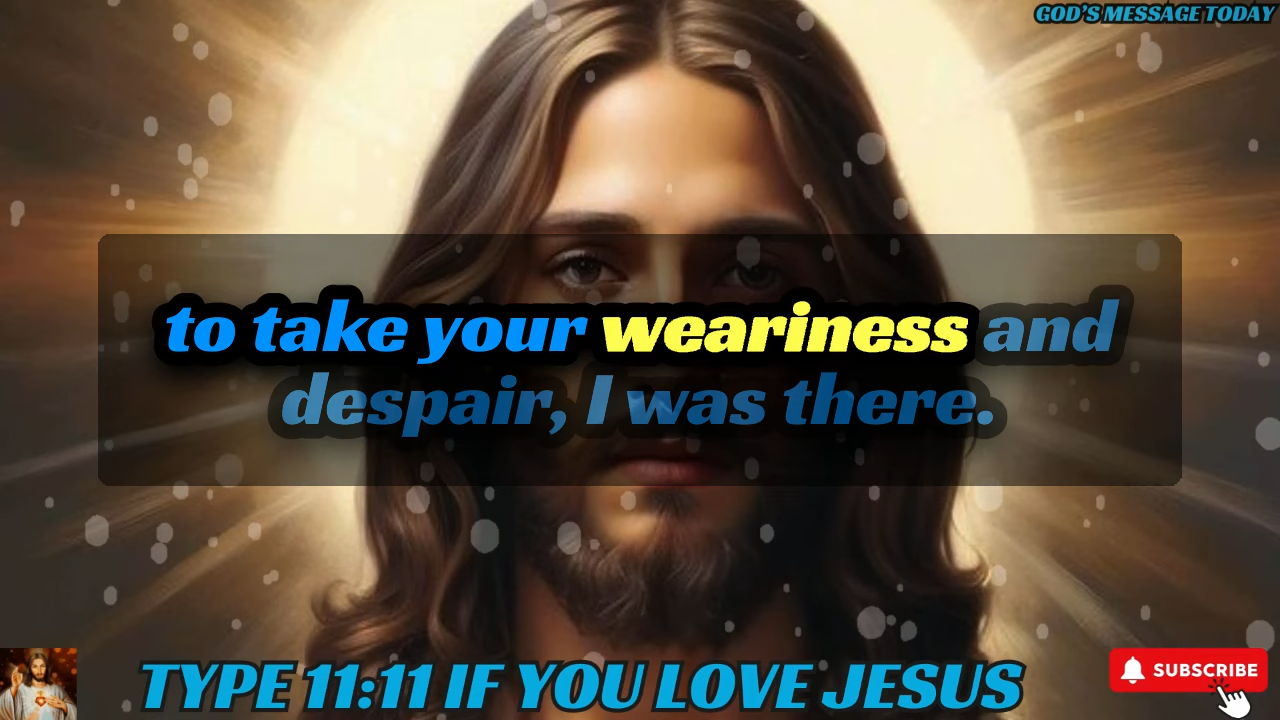 GOD'S MESSAGE TODAY
to take your weariness and
despair, I was there.
TYPE 11:11 IF YOU LOVE JESUS
SUBSCRIBE